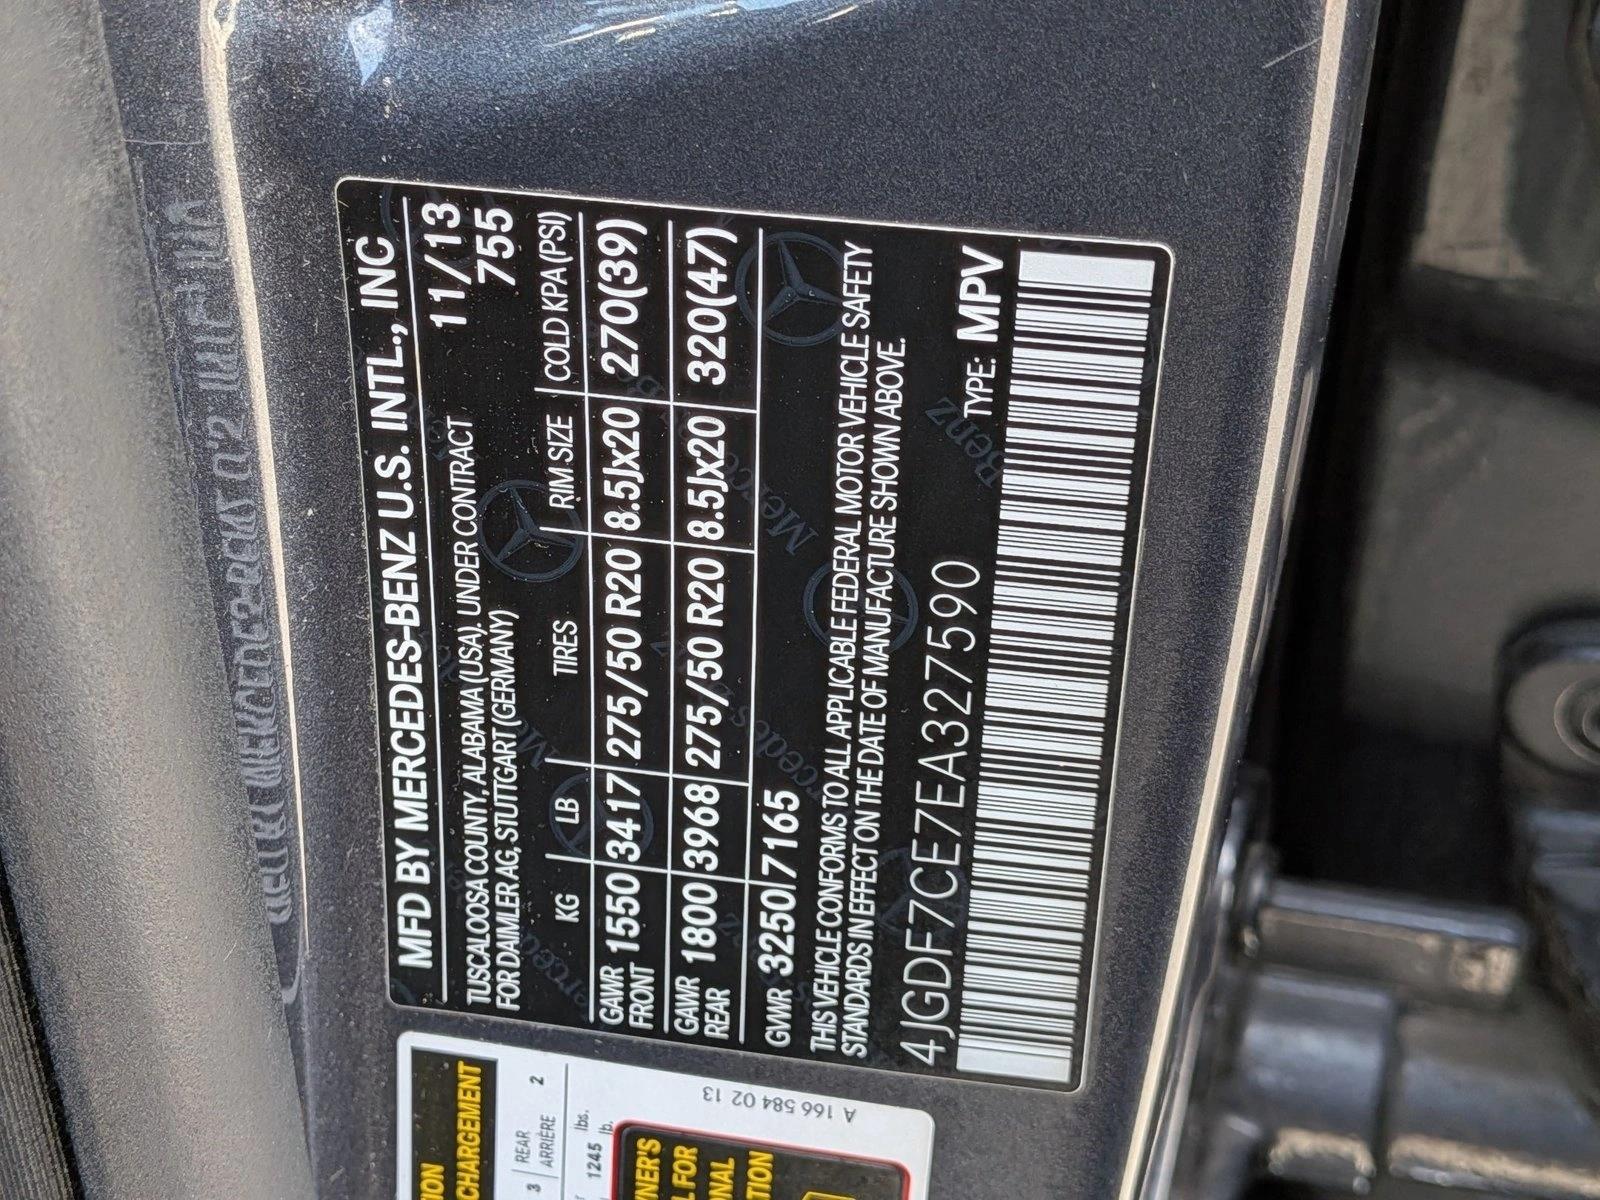 MFD BY MERCEDES-BENZ U.S. INTL., INC
TUSCALOOSA COUNTY, ALABAMA (USA). UNDER CONTRACT 11/13
FOR DAIMLER AG, STUTTGART (GERMANY) 755
KG LB TIRES RIM SIZE COLD KPA (PSI)
GAWR FRONT 1550 3417 275/50 R20 8.5Jx20 270(39)
GAWR REAR 1800 3968 275/50 R20 8.5Jx20 320(47)
GVWR 3250/7165
THIS VEHICLE CONFORMS TO ALL APPLICABLE FEDERAL MOTOR VEHICLE SAFETY
STANDARDS IN EFFECT ON THE DATE OF MANUFACTURE SHOWN ABOVE.
4JGDF7CE7EA327590 TYPE: MPV
CHARGEMENT
3 REAR 2
ARRIÈRE
1245 lbs.
lb.
A 166 584 02 13